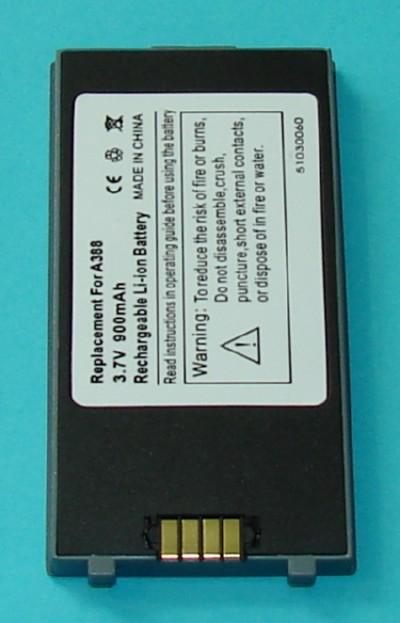 Replacement For A388
3.7V 900mAh
Rechargeable Li-ion Battery MADE IN CHINA
CE
Read instructions in operating guide before using the battery
Warning: To reduce the risk of fire or burns,
Do not disassemble,crush,
puncture,short external contacts,
or dispose of in fire or water.
51030060